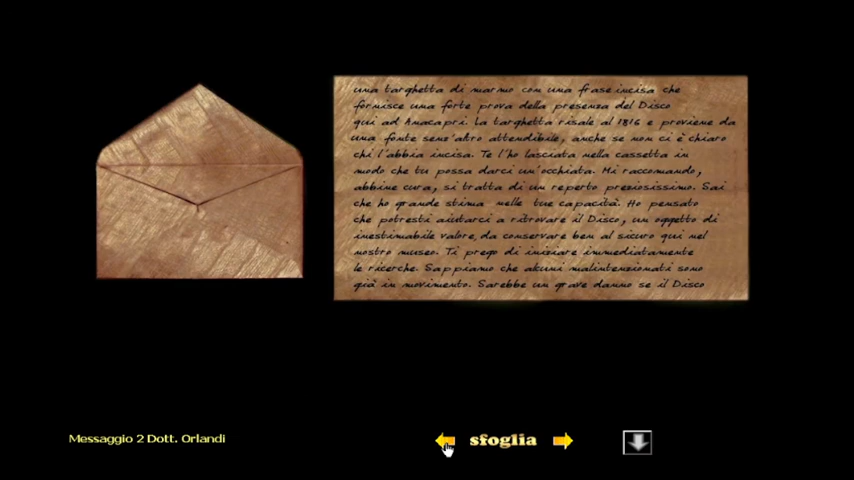 una targhetta di marmo con una frase incisa che
fornisce una forte prova della presenza del Disco
qui ad Anacapri. La targhetta risale al 1816 e proviene da
una fonte senz'altro attendibile, anche se non ci è chiaro
chi l'abbia incisa. Te l'ho lasciata nella cassetta in
modo che tu possa darci un'occhiata. Mi raccomando,
abbine cura, si tratta di un reperto preziosissimo. Sai
che ho grande stima nelle tue capacità. Ho pensato
che potresti aiutarci a ritrovare il Disco, un oggetto di
inestimabile valore, da conservare ben al sicuro qui nel
nostro museo. Ti prego di iniziare immediatamente
le ricerche. Sappiamo che alcuni malintenzionati sono
già in movimento. Sarebbe un grave danno se il Disco
Messaggio 2 Dott. Orlandi
sfoglia